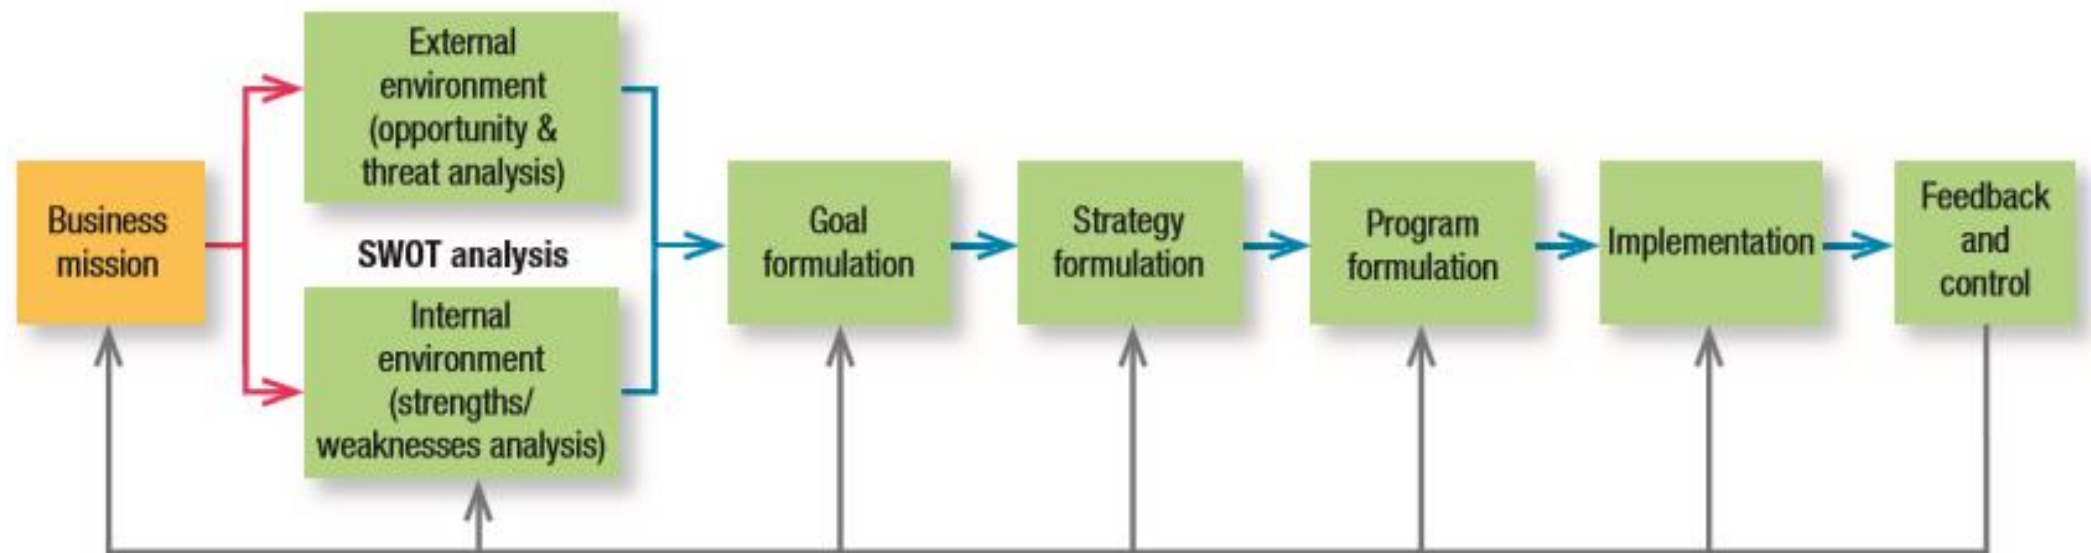 Business
mission
External
environment
(opportunity &
threat analysis)
SWOT analysis
Internal
environment
(strengths/
weaknesses analysis)
Goal
formulation
Strategy
formulation
Program
formulation
Implementation
Feedback
and
control